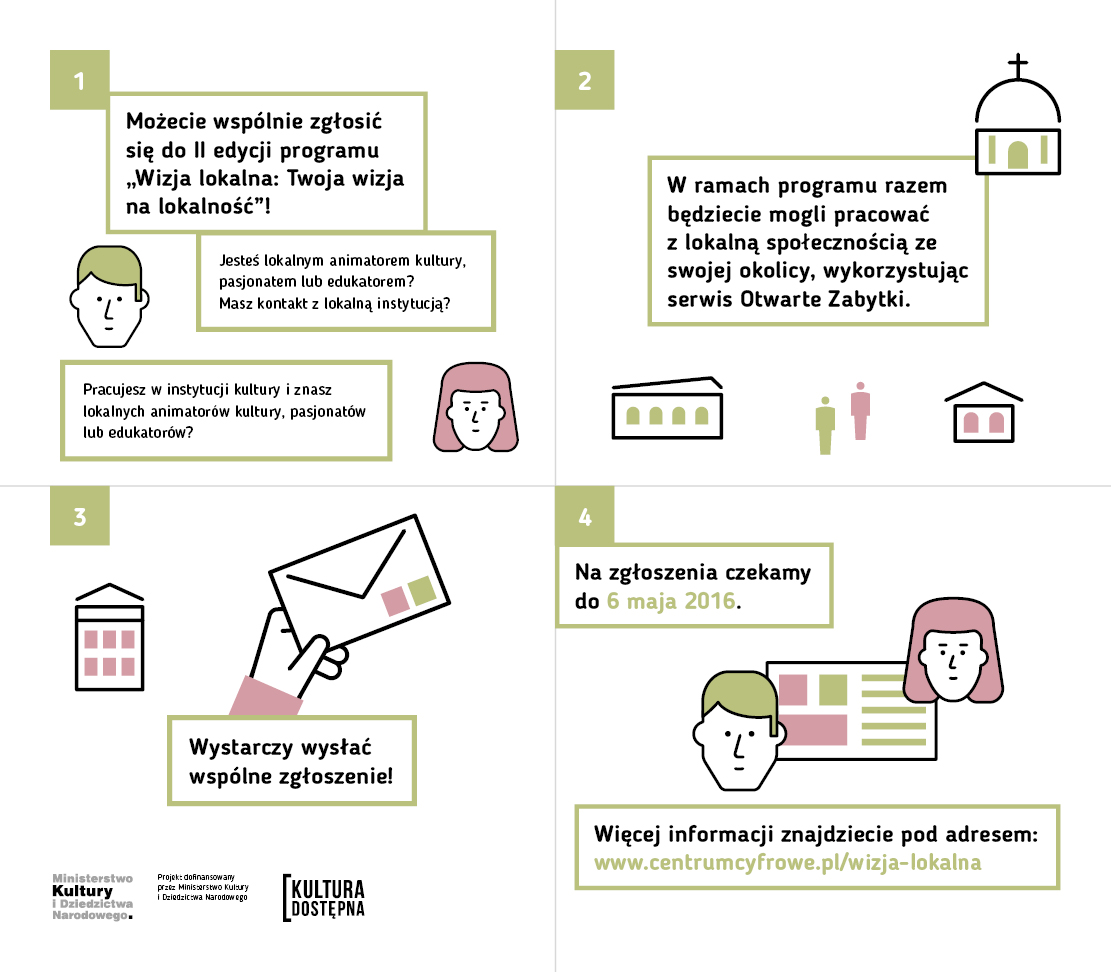 1
Możecie wspólnie zgłosić
się do II edycji programu
„Wizja lokalna: Twoja wizja
na lokalność”!
Jesteś lokalnym animatorem kultury,
pasjonatem lub edukatorem?
Masz kontakt z lokalną instytucją?
Pracujesz w instytucji kultury i znasz
lokalnych animatorów kultury, pasjonatów
lub edukatorów?
2
W ramach programu razem
będziecie mogli pracować
z lokalną społecznością ze
swojej okolicy, wykorzystując
serwis Otwarte Zabytki.
3
Wystarczy wysłać
wspólne zgłoszenie!
Ministerstwo
Kultury
i Dziedzictwa
Narodowego.
Projekt dofinansowany
przez Ministerstwo Kultury
i Dziedzictwa Narodowego
KULTURA
DOSTĘPNA
4
Na zgłoszenia czekamy
do 6 maja 2016.
Więcej informacji znajdziecie pod adresem:
www.centrumcyfrowe.pl/wizja-lokalna